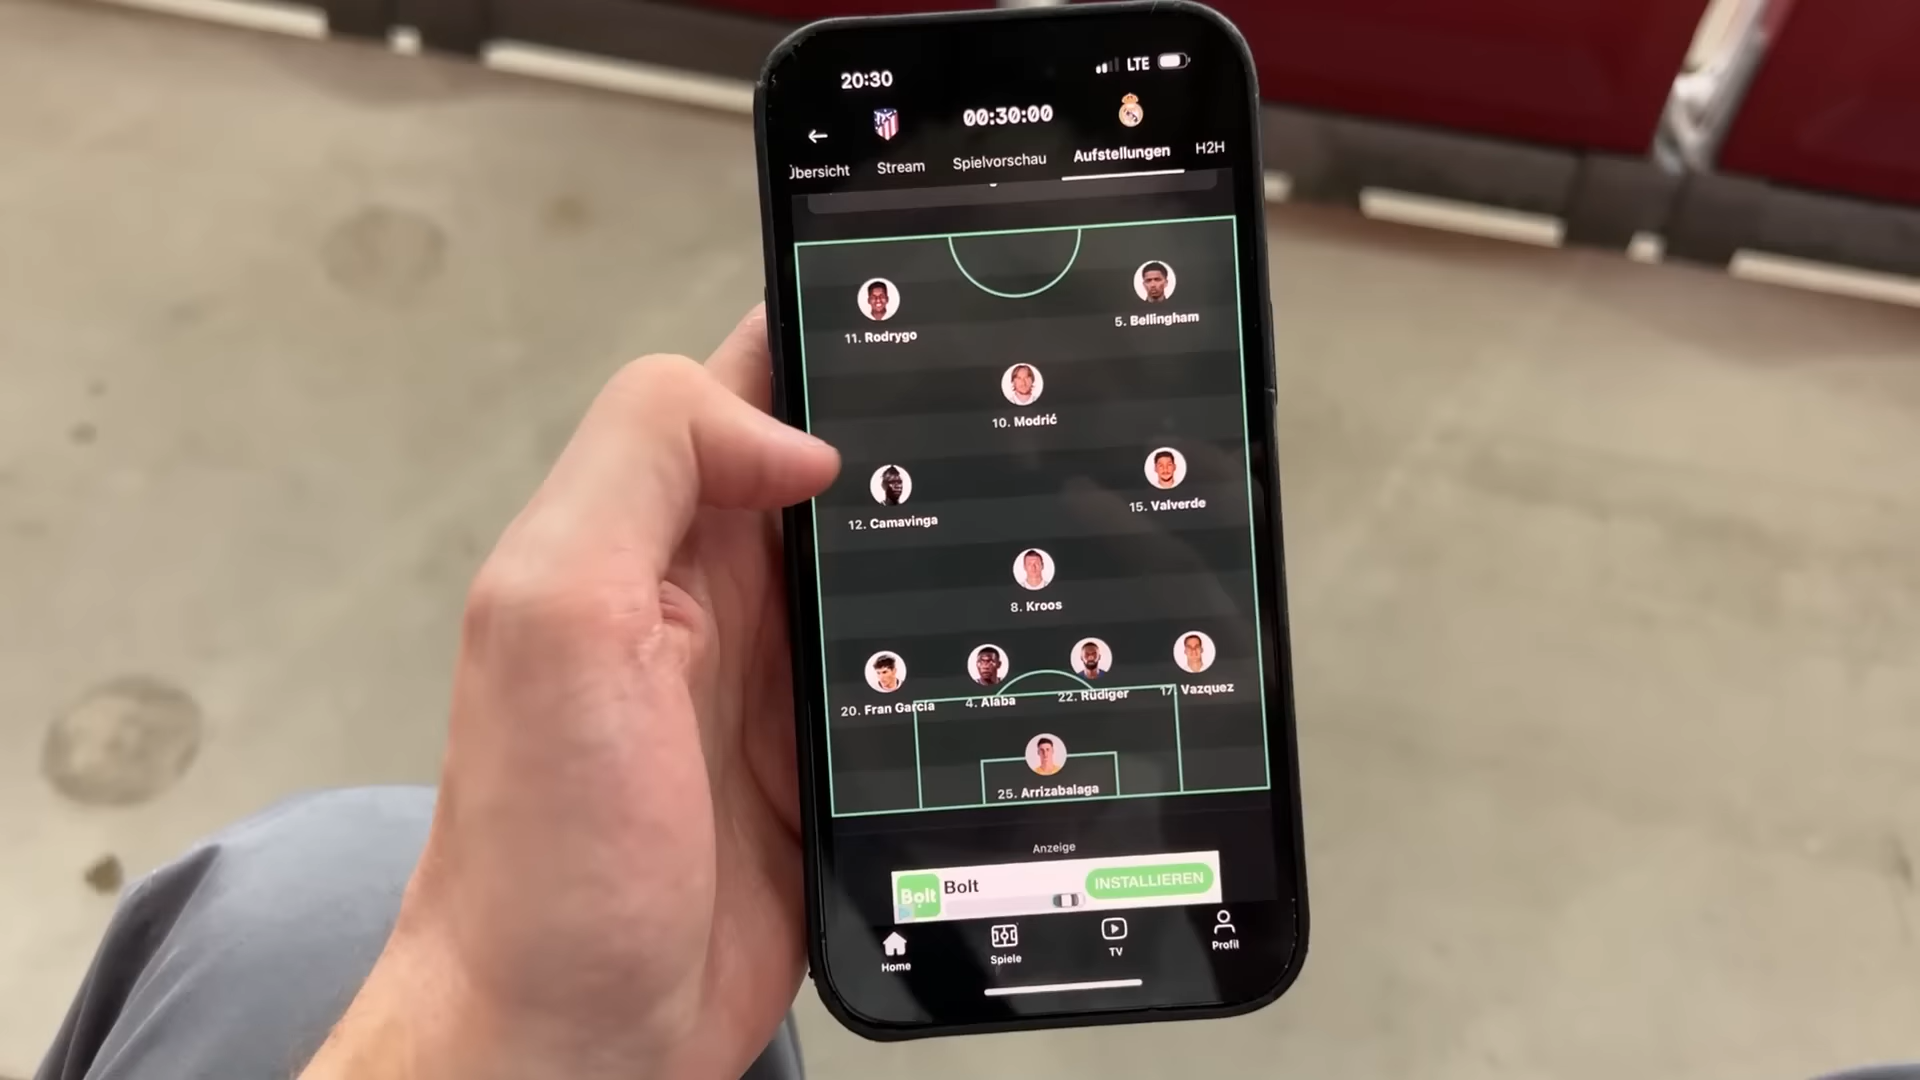 20:30
LTE
00:30:00
Übersicht
Stream
Spielvorschau
Aufstellungen
H2H
11. Rodrygo
5. Bellingham
10. Modrić
12. Camavinga
15. Valverde
8. Kroos
20. Fran García
4. Alaba
22. Rüdiger
17. Vazquez
25. Arrizabalaga
Anzeige
Bolt
Bolt
INSTALLIEREN
Home
Spiele
TV
Profil